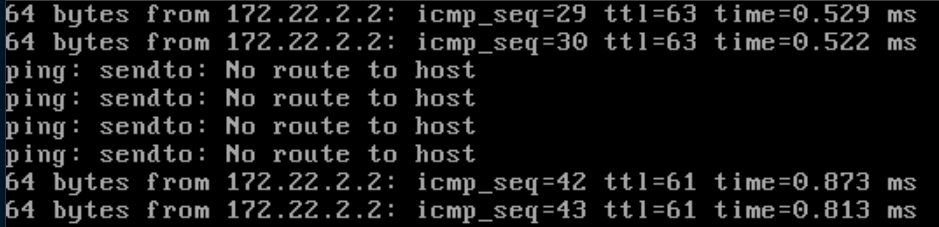 64 bytes from 172.22.2.2: icmp_seq=29 ttl=63 time=0.529 ms
64 bytes from 172.22.2.2: icmp_seq=30 ttl=63 time=0.522 ms
ping: sendto: No route to host
ping: sendto: No route to host
ping: sendto: No route to host
ping: sendto: No route to host
64 bytes from 172.22.2.2: icmp_seq=42 ttl=61 time=0.873 ms
64 bytes from 172.22.2.2: icmp_seq=43 ttl=61 time=0.813 ms